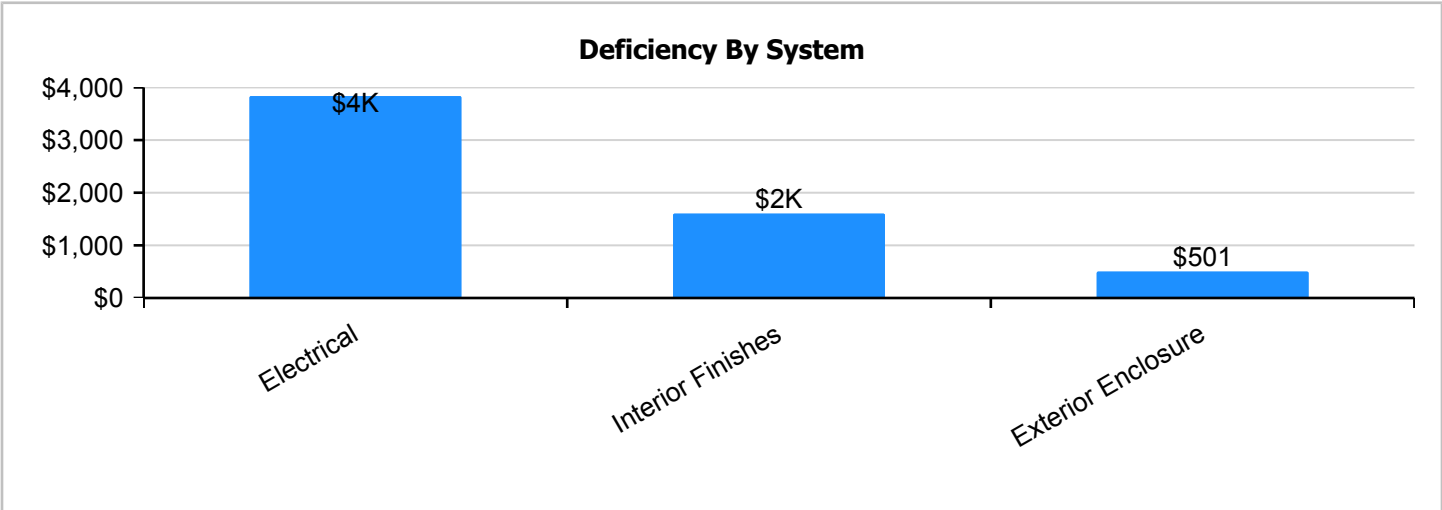 Deficiency By System
$4,000
$3,000
$2,000
$1,000
$0
$4K
$2K
$501
Electrical
Interior Finishes
Exterior Enclosure